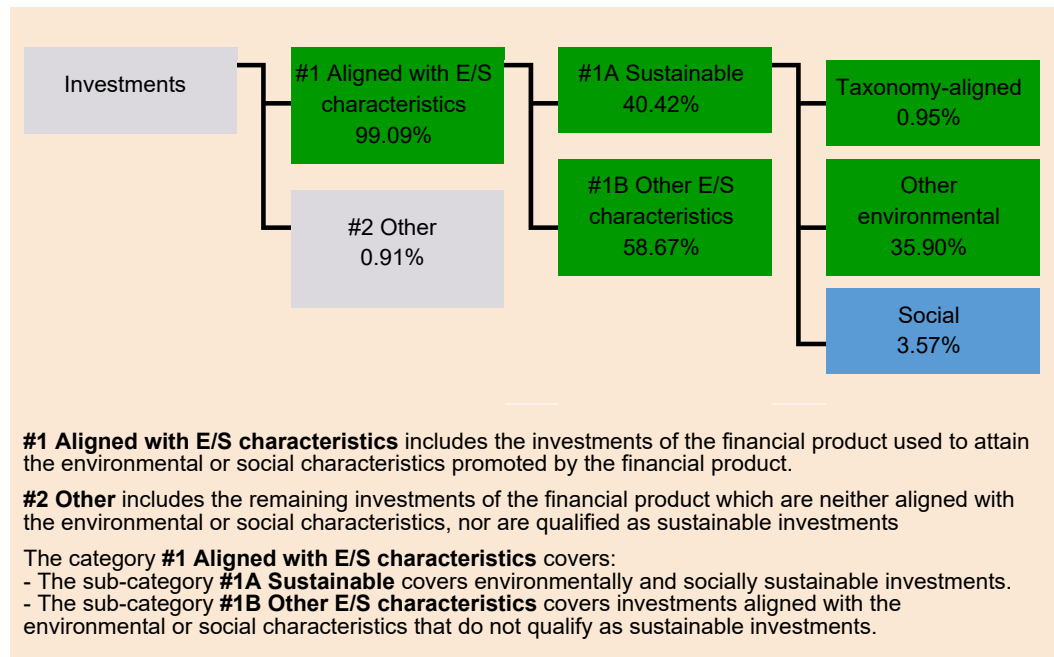 Investments
#1 Aligned with E/S
characteristics
99.09%
#2 Other
0.91%
#1A Sustainable
40.42%
#1B Other E/S
characteristics
58.67%
Taxonomy-aligned
0.95%
Other
environmental
35.90%
Social
3.57%
#1 Aligned with E/S characteristics includes the investments of the financial product used to attain
the environmental or social characteristics promoted by the financial product.
#2 Other includes the remaining investments of the financial product which are neither aligned with
the environmental or social characteristics, nor are qualified as sustainable investments
The category #1 Aligned with E/S characteristics covers:
- The sub-category #1A Sustainable covers environmentally and socially sustainable investments.
- The sub-category #1B Other E/S characteristics covers investments aligned with the
environmental or social characteristics that do not qualify as sustainable investments.